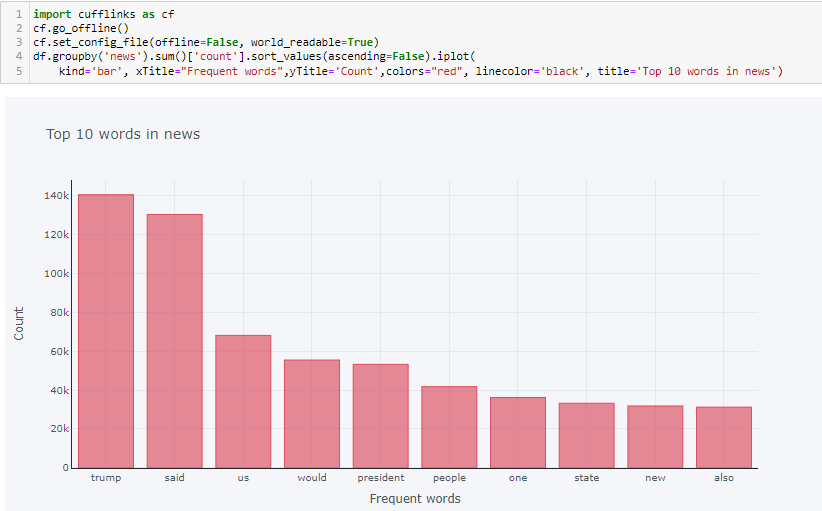 1 import cufflinks as cf
2 cf.go_offline()
3 cf.set_config_file(offline=False, world_readable=True)
4 df.groupby('news').sum()['count'].sort_values(ascending=False).iplot(
5     kind='bar', xTitle="Frequent words",yTitle='Count',colors="red", linecolor='black', title='Top 10 words in news')
Top 10 words in news
140k
120k
100k
80k
60k
40k
20k
0
Count
trump said us would president people one state new also
Frequent words